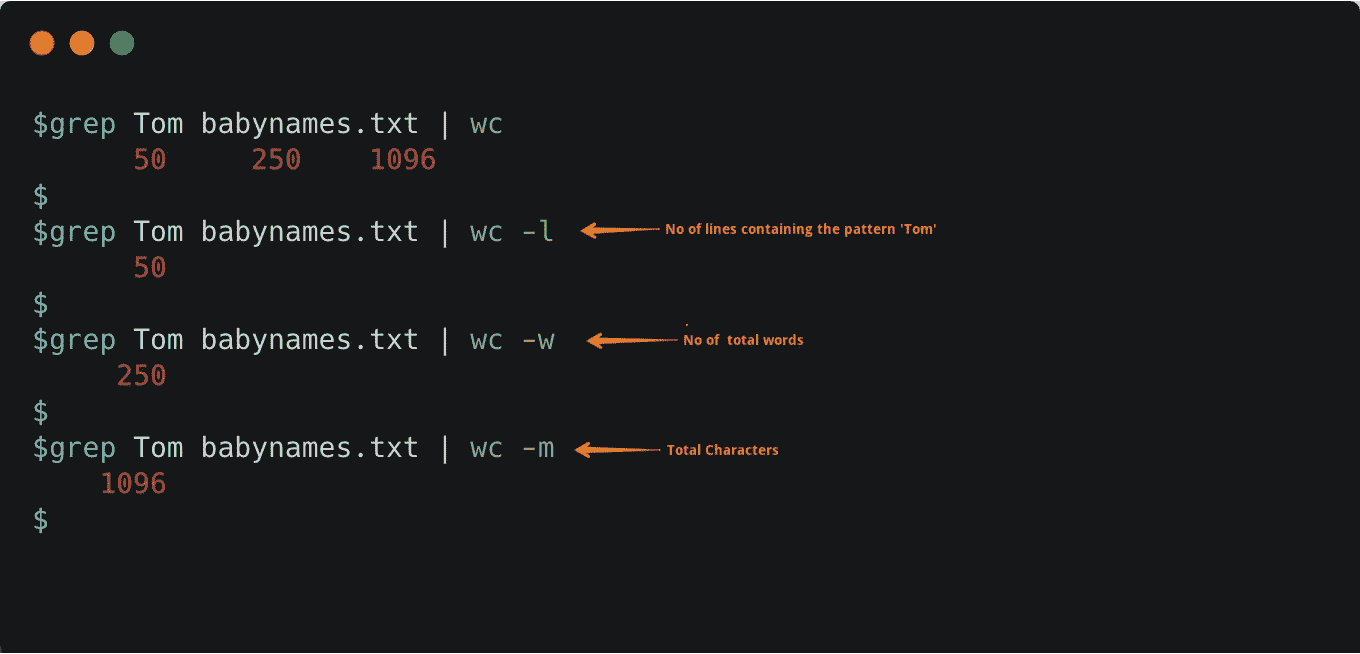 $grep Tom babynames.txt | wc
50 250 1096
$
$grep Tom babynames.txt | wc -l No of lines containing the pattern 'Tom'
50
$
$grep Tom babynames.txt | wc -w No of total words
250
$
$grep Tom babynames.txt | wc -m Total Characters
1096
$